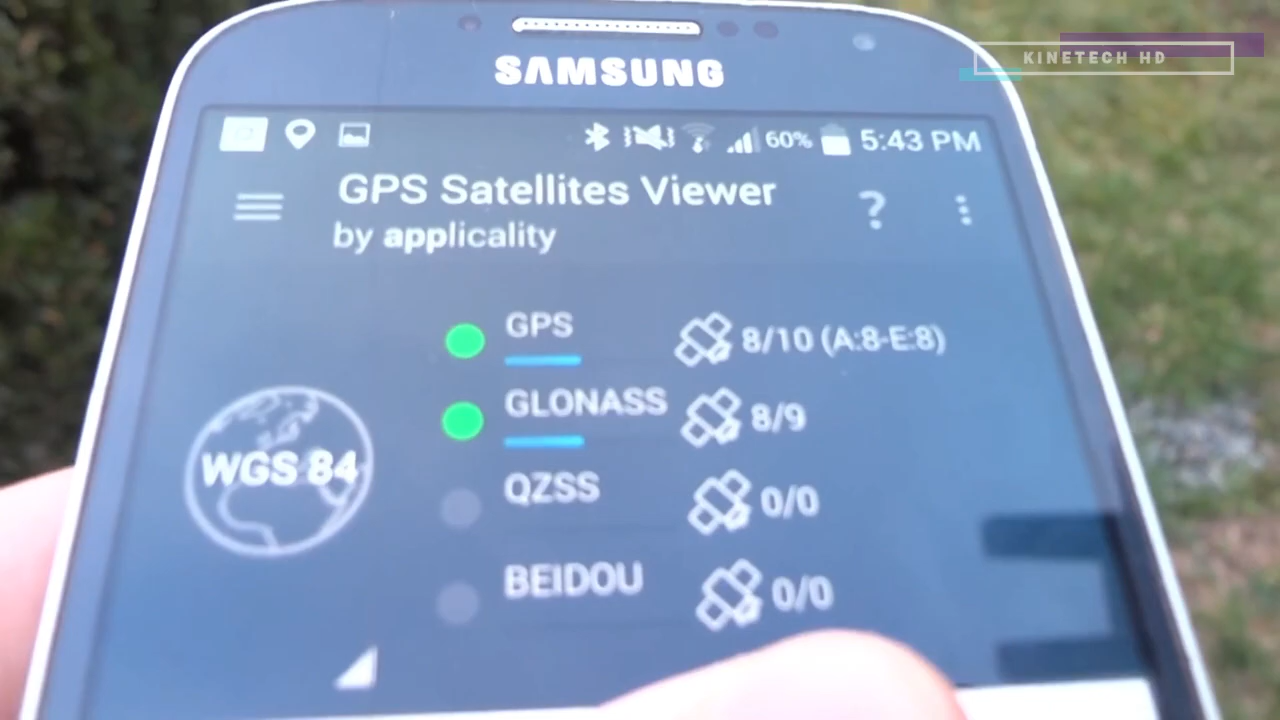 KINETECH HD
SAMSUNG
60% 5:43 PM
GPS Satellites Viewer
by applicality
GPS 8/10 (A:8-E:8)
GLONASS 8/9
WGS 84
QZSS 0/0
BEIDOU 0/0